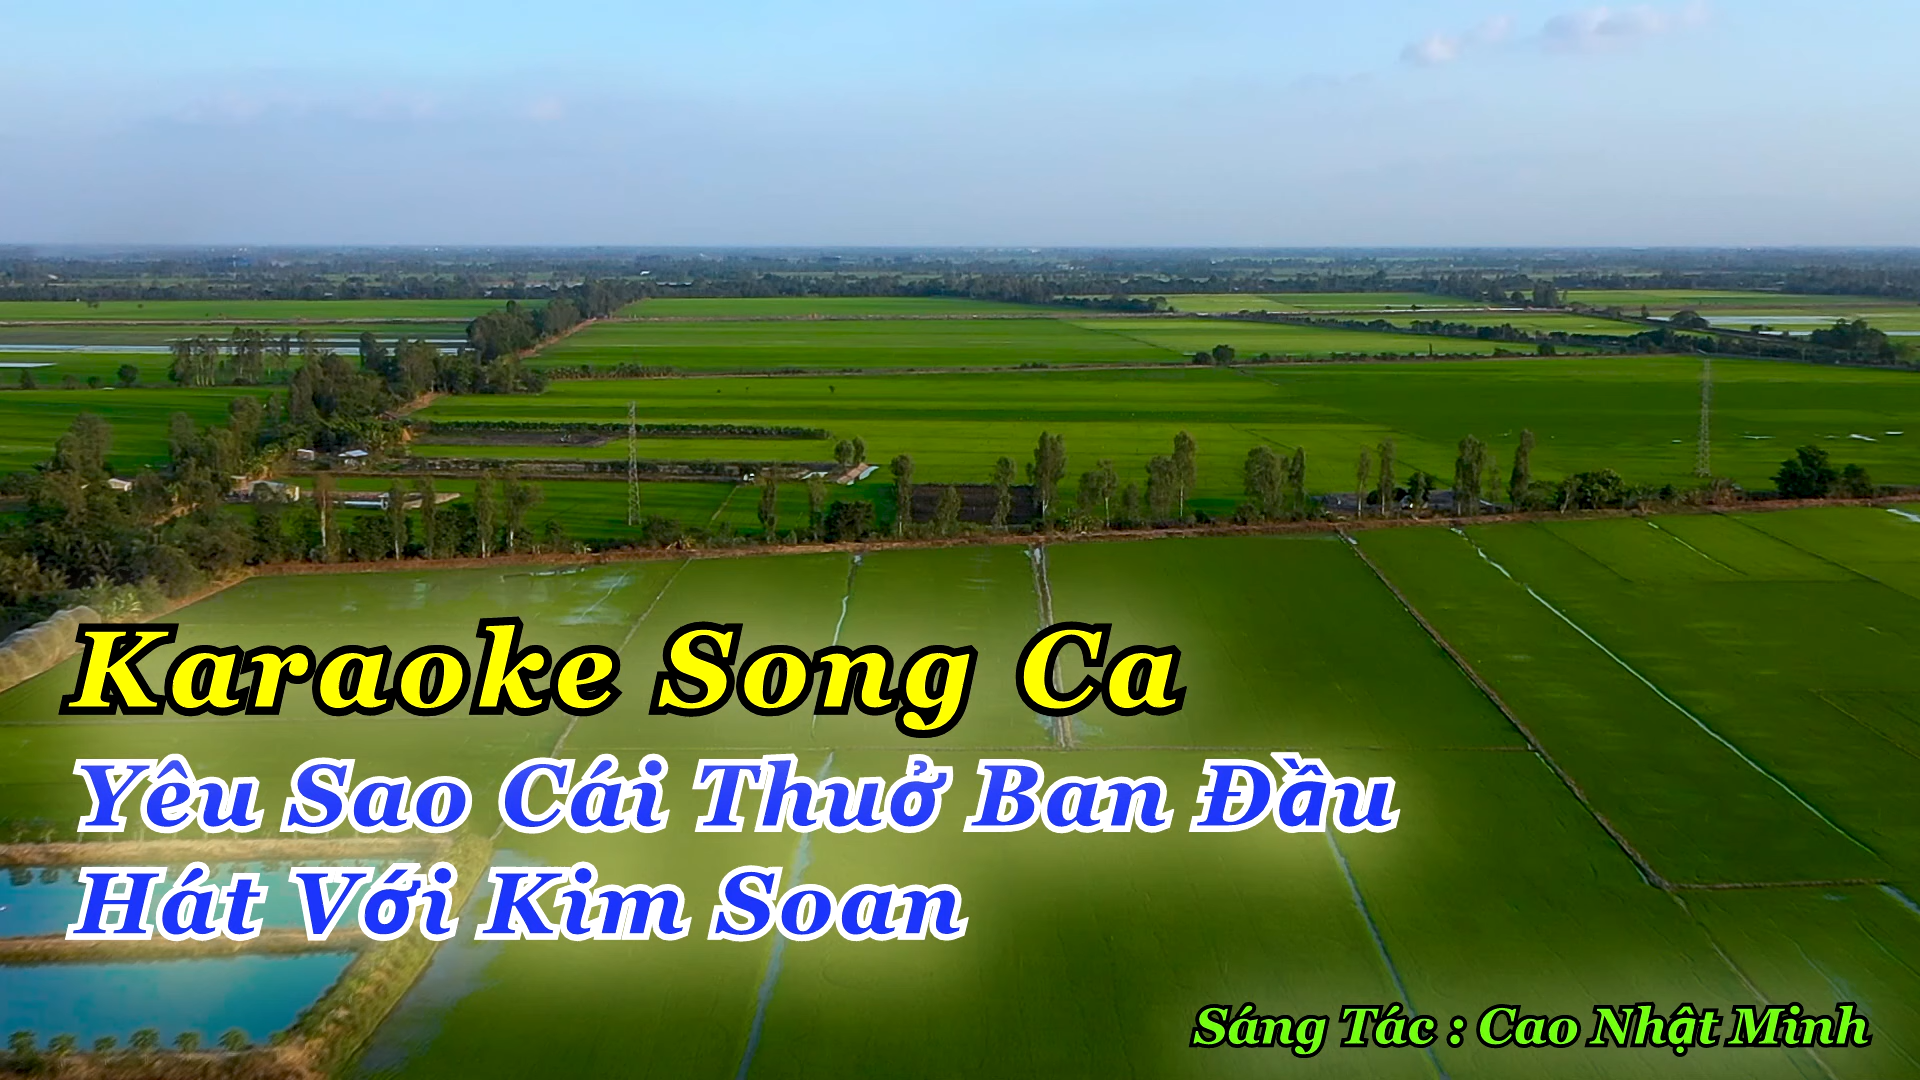 Karaoke Song Ca
Yêu Sao Cái Thuở Ban Đầu
Hát Với Kim Soan
Sáng Tác : Cao Nhật Minh